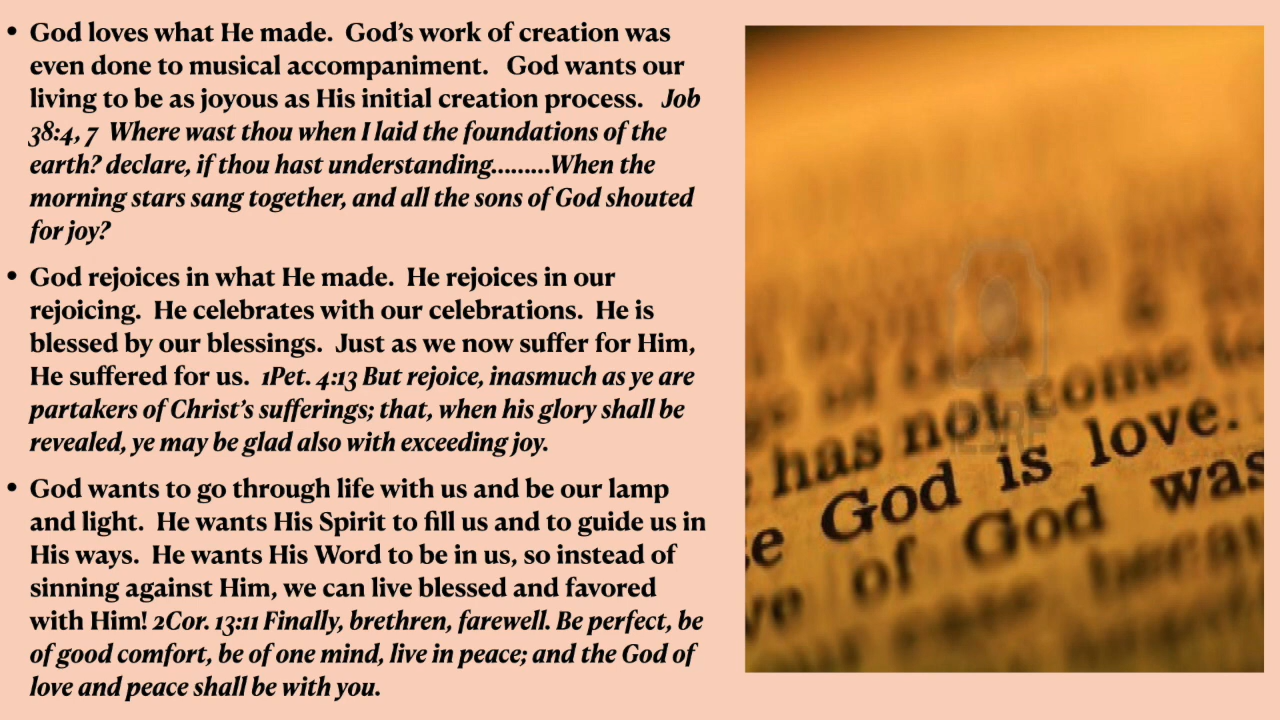 • God loves what He made.  God’s work of creation was
even done to musical accompaniment.   God wants our
living to be as joyous as His initial creation process.   Job
38:4, 7  Where wast thou when I laid the foundations of the
earth? declare, if thou hast understanding.........When the
morning stars sang together, and all the sons of God shouted
for joy?
• God rejoices in what He made.  He rejoices in our
rejoicing.  He celebrates with our celebrations.  He is
blessed by our blessings.  Just as we now suffer for Him,
He suffered for us.  1Pet. 4:13 But rejoice, inasmuch as ye are
partakers of Christ’s sufferings; that, when his glory shall be
revealed, ye may be glad also with exceeding joy.
• God wants to go through life with us and be our lamp
and light.  He wants His Spirit to fill us and to guide us in
His ways.  He wants His Word to be in us, so instead of
sinning against Him, we can live blessed and favored
with Him! 2Cor. 13:11 Finally, brethren, farewell. Be perfect, be
of good comfort, be of one mind, live in peace; and the God of
love and peace shall be with you.
has not come
God is love.
of God was